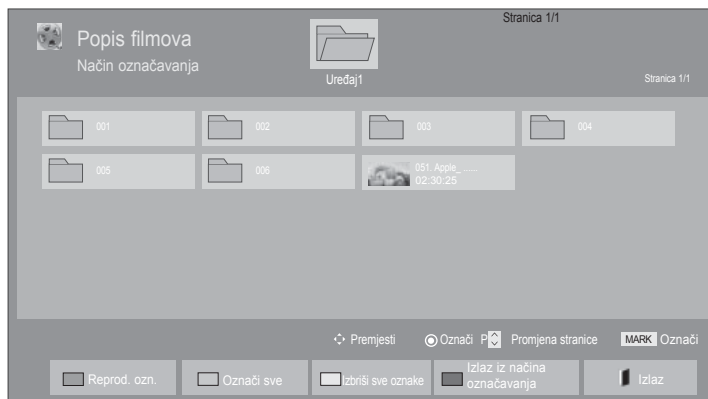 Stranica 1/1
Popis filmova
Način označavanja
Uređaj1
Stranica 1/1
001
002
003
004
005
006
051. Apple_ ......
02:30:25
Premjesti
Označi
P
Promjena stranice
MARK
Označi
Reprod. ozn.
Označi sve
Izbriši sve oznake
Izlaz iz načina
označavanja
Izlaz